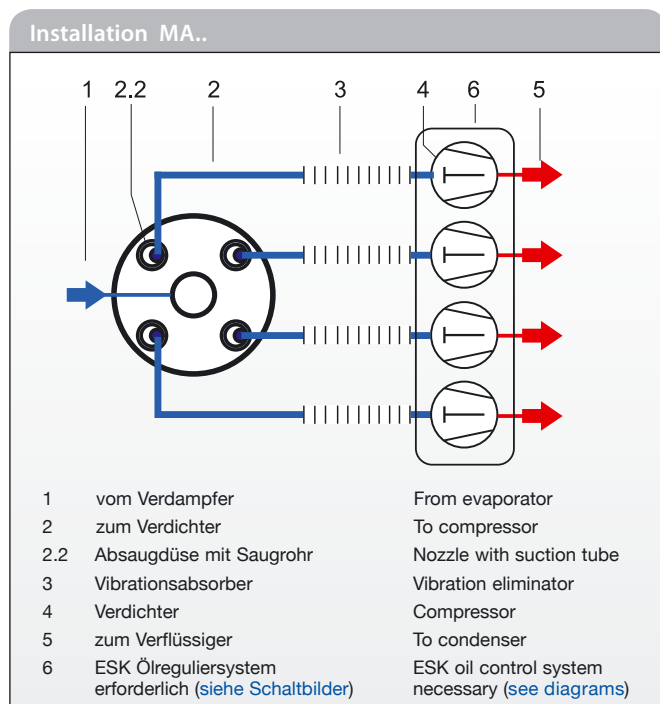 Installation MA..
1 2.2 2 3 4 6 5
1 vom Verdampfer From evaporator
2 zum Verdichter To compressor
2.2 Absaugdüse mit Saugrohr Nozzle with suction tube
3 Vibrationsabsorber Vibration eliminator
4 Verdichter Compressor
5 zum Verflüssiger To condenser
6 ESK Ölreguliersystem ESK oil control system
erforderlich (siehe Schaltbilder) necessary (see diagrams)